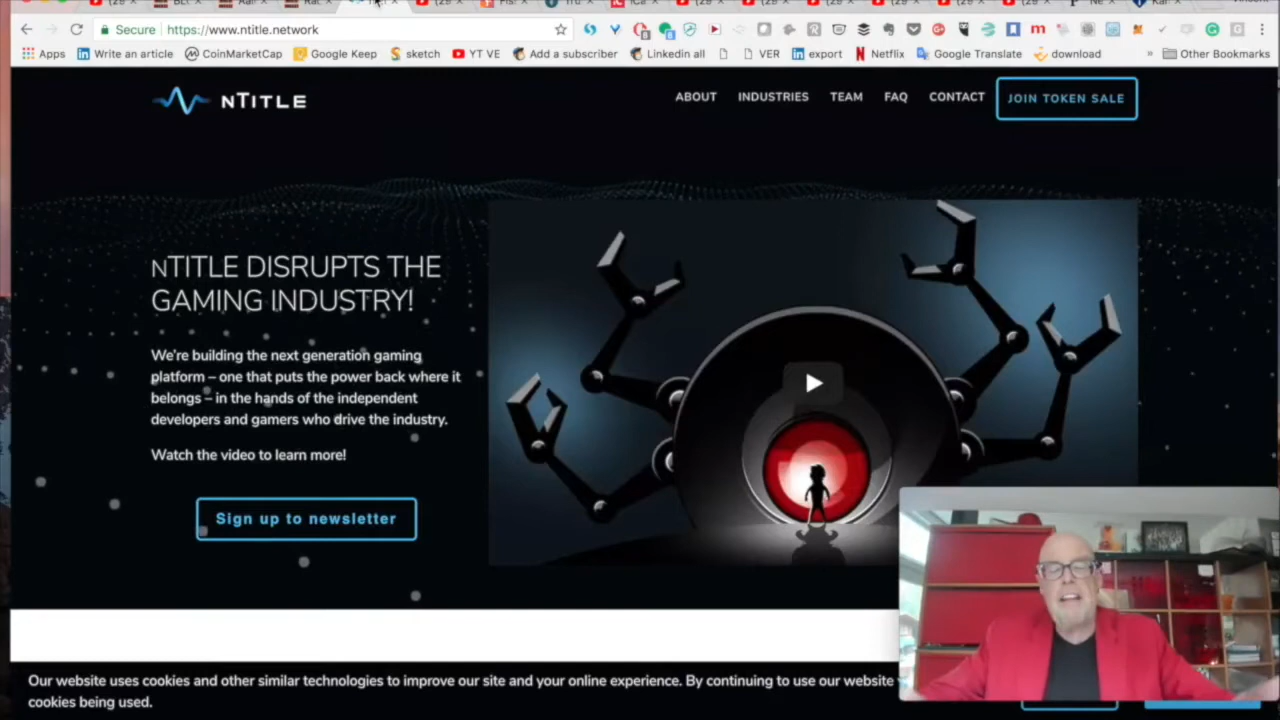 Secure
https://www.ntitle.network
Apps
Write an article
CoinMarketCap
Google Keep
sketch
YT VE
Add a subscriber
Linkedin all
VER
export
Netflix
Google Translate
download
»
Other Bookmarks
NTITLE
ABOUT
INDUSTRIES
TEAM
FAQ
CONTACT
JOIN TOKEN SALE
NTITLE DISRUPTS THE
GAMING INDUSTRY!
We're building the next generation gaming
platform – one that puts the power back where it
belongs – in the hands of the independent
developers and gamers who drive the industry.
Watch the video to learn more!
Sign up to newsletter
Our website uses cookies and other similar technologies to improve our site and your online experience. By continuing to use our website
cookies being used.